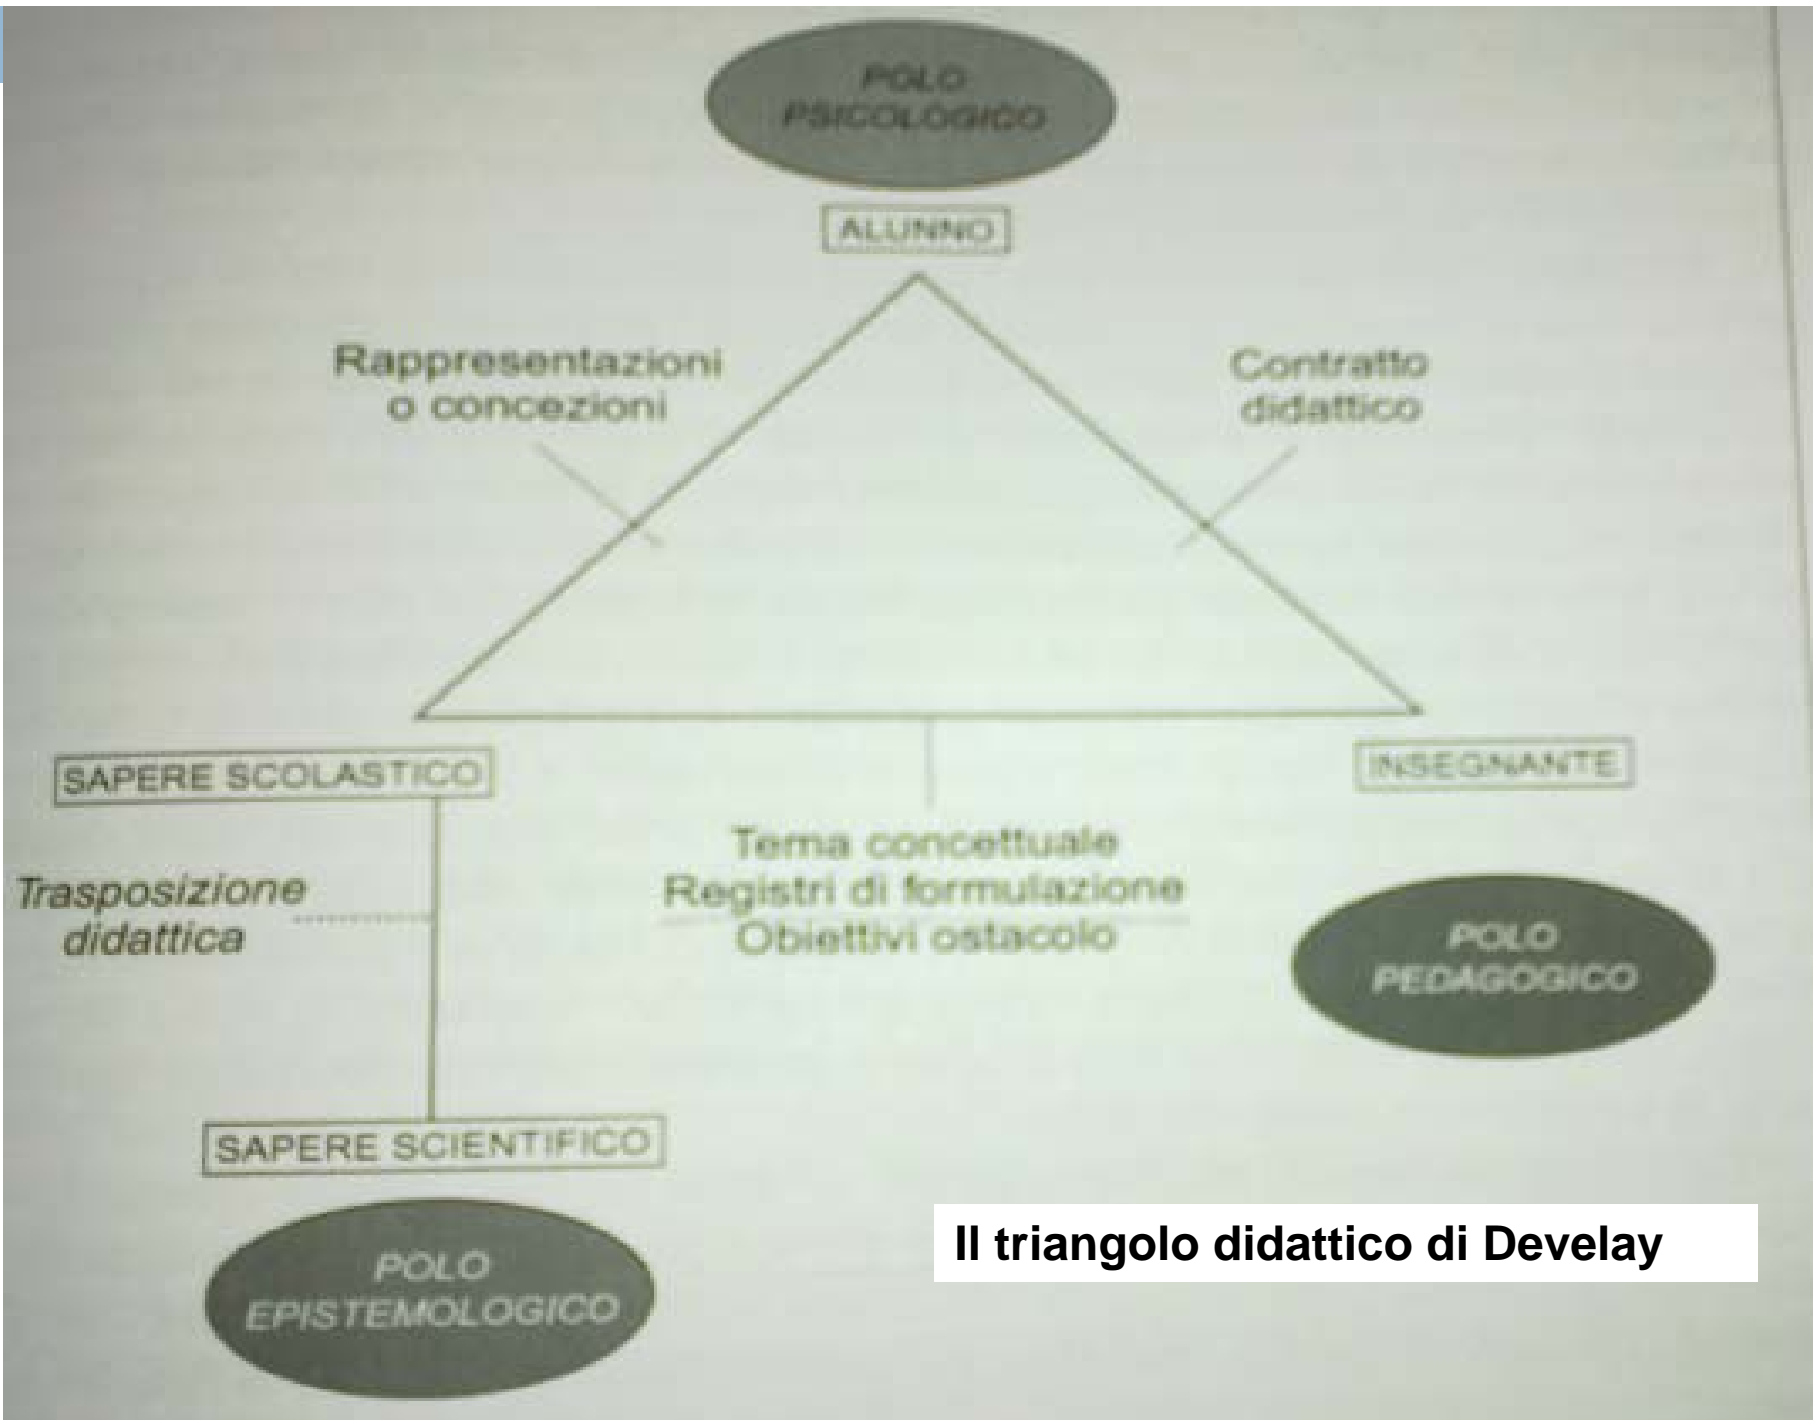 POLO
PSICOLOGICO
ALUNNO
Rappresentazioni
o concezioni
Contratto
didattico
SAPERE SCOLASTICO
INSEGNANTE
Trasposizione
didattica
Tema concettuale
Registri di formulazione
Obiettivi ostacolo
POLO
PEDAGOGICO
SAPERE SCIENTIFICO
POLO
EPISTEMOLOGICO
Il triangolo didattico di Develay